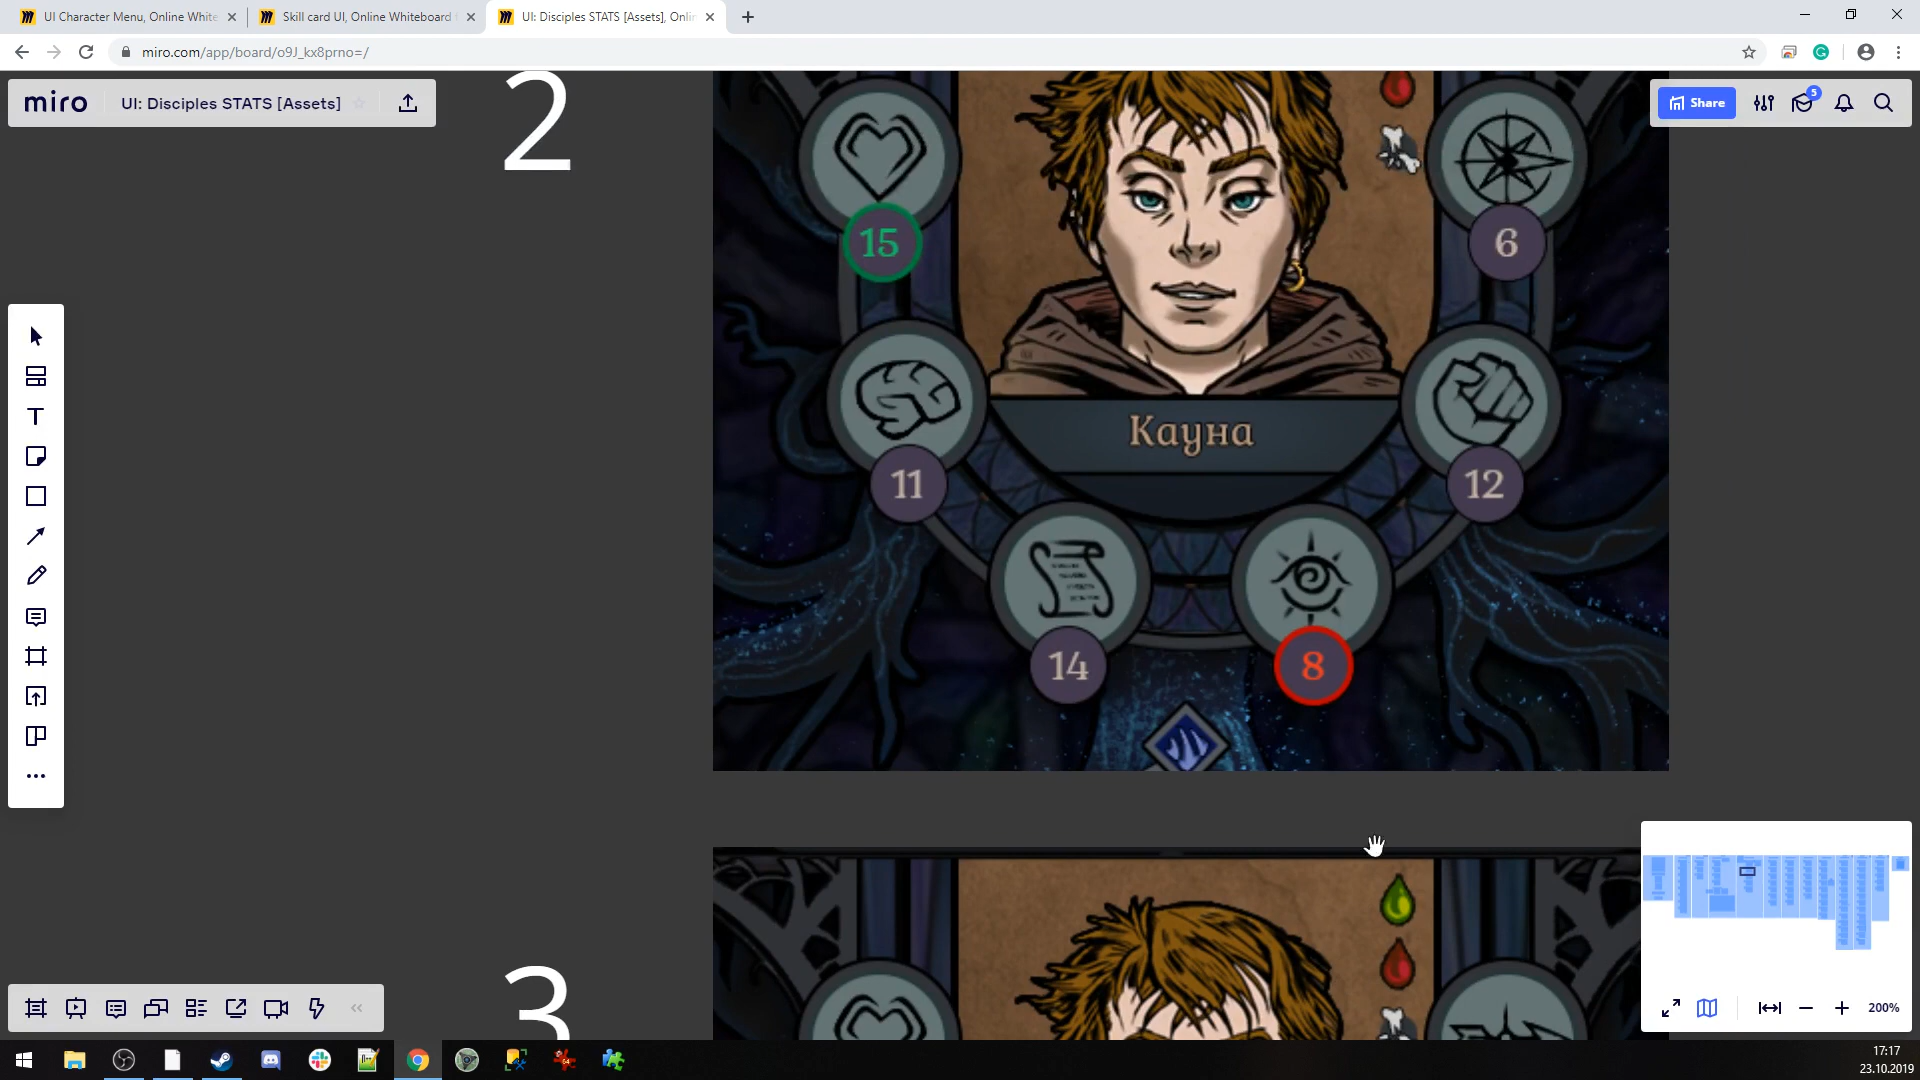 UI Character Menu, Online White
Skill card UI, Online Whiteboard
UI: Disciples STATS [Assets], Onli
miro.com/app/board/o9J_kx8prno=/
miro
UI: Disciples STATS [Assets]
Share
5
2
15
6
Кауна
11
12
14
8
3
200%
17:17
23.10.2019